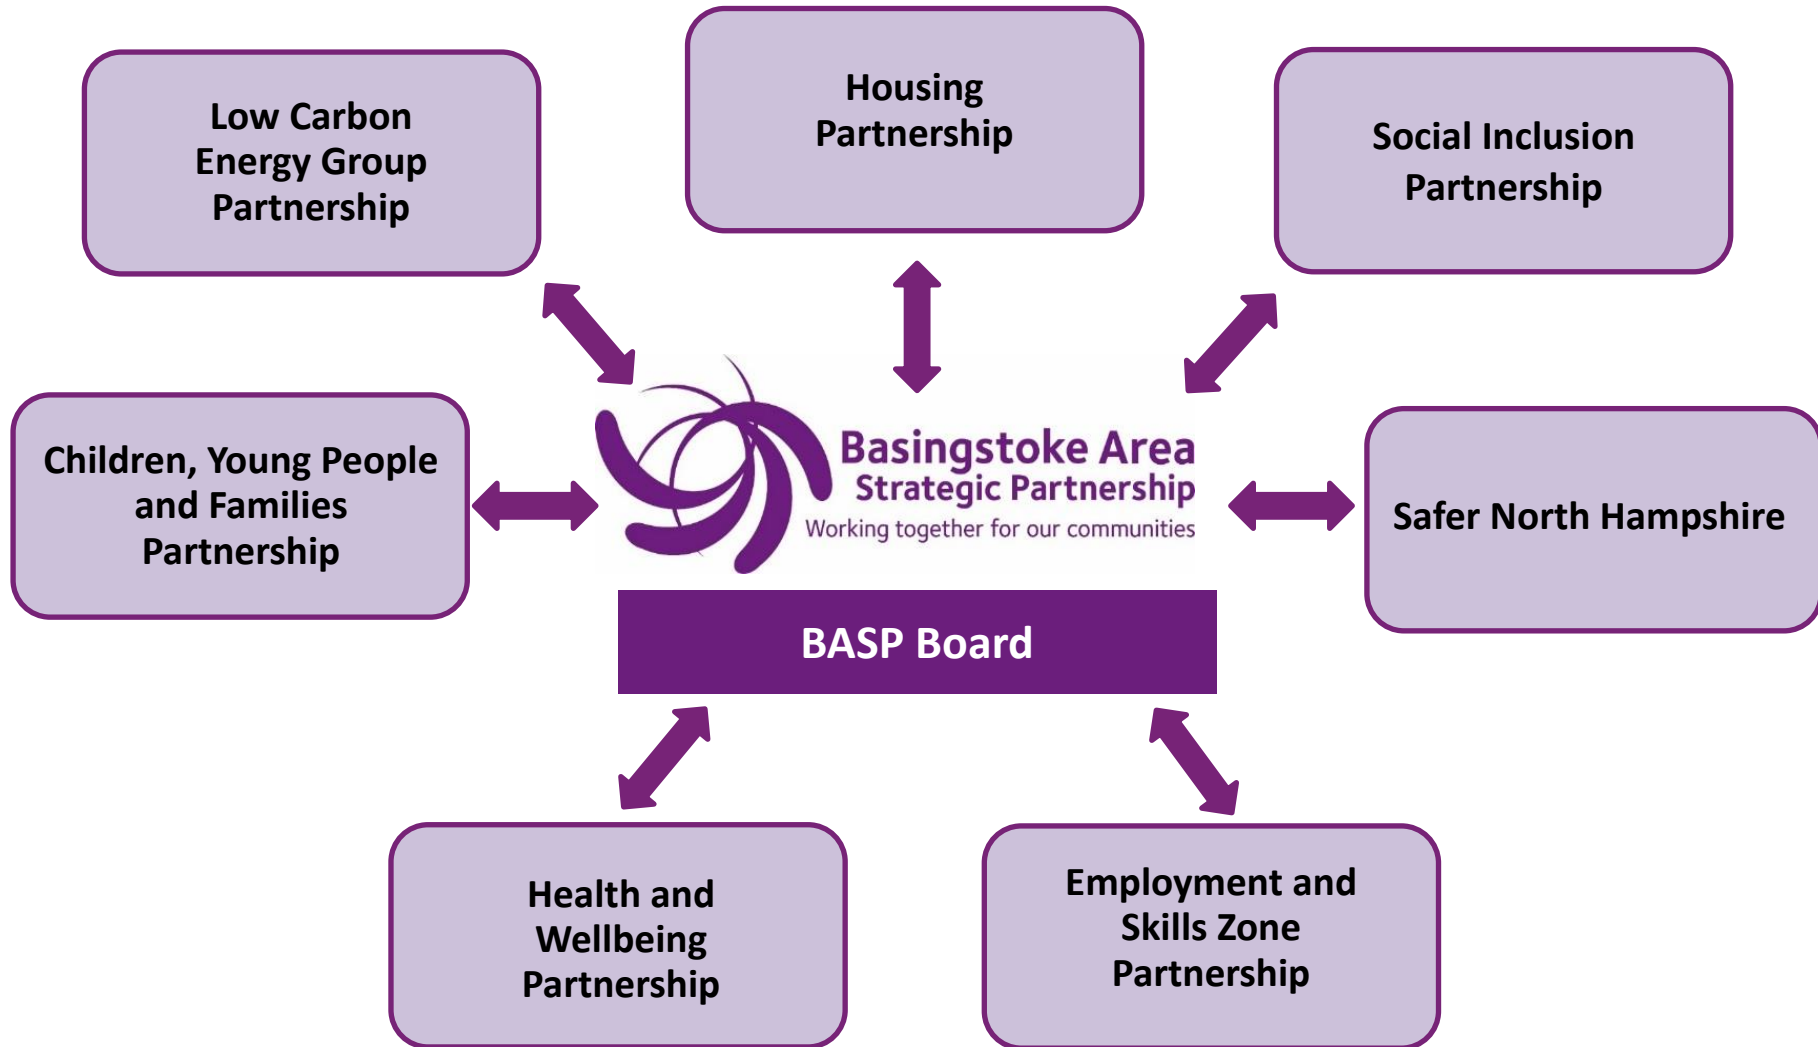 Housing
Partnership
Low Carbon
Energy Group
Partnership
Social Inclusion
Partnership
Children, Young People
and Families
Partnership
Basingstoke Area
Strategic Partnership
Working together for our communities
Safer North Hampshire
BASP Board
Health and
Wellbeing
Partnership
Employment and
Skills Zone
Partnership